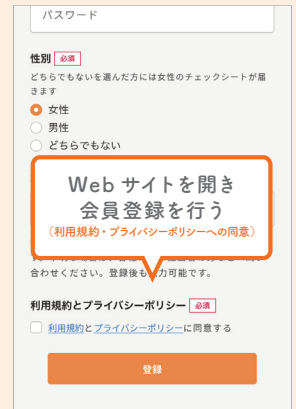 パスワード
性別 必須
どちらでもないを選んだ方には女性のチェックシートが届
きます
女性
男性
どちらでもない
Web サイトを開き
会員登録を行う
(利用規約・プライバシーポリシーへの同意)
合わせください。登録後も入力可能です。
利用規約とプライバシーポリシー 必須
利用規約とプライバシーポリシーに同意する
登録